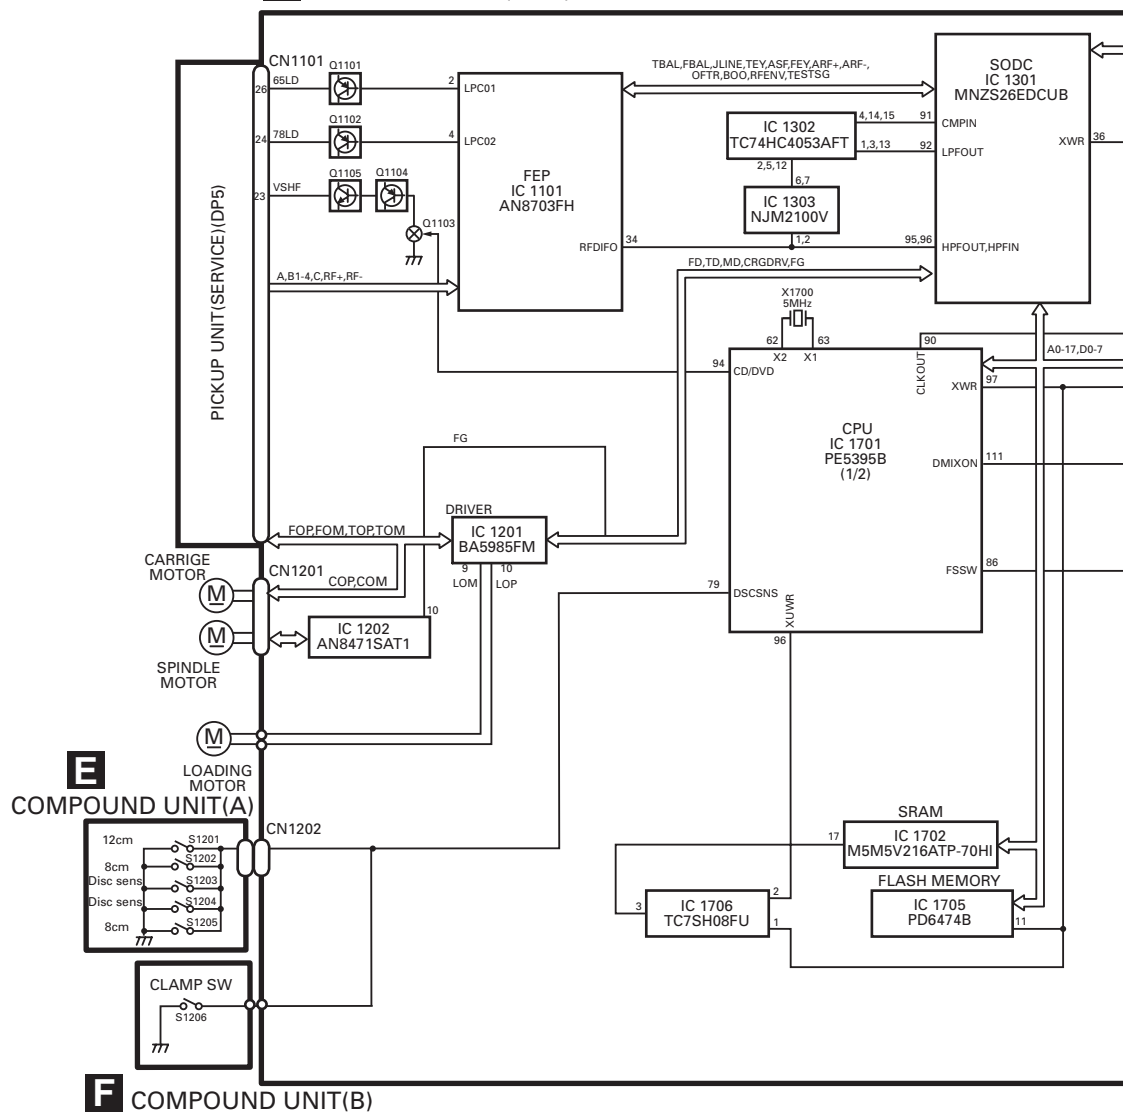 CN1101
Q1101
26
65LD
2
LPC01
Q1102
24
78LD
4
LPC02
Q1105
Q1104
23
VSHF
Q1103
FEP
IC 1101
AN8703FH
RFDIFO
34
A,B1-4,C,RF+,RF-
PICKUP UNIT(SERVICE)(DP5)
TBAL,FBAL,JLINE,TEY,ASF,FEY,ARF+,ARF-,
OFTR,BOO,RFENV,TESTSG
SODC
IC 1301
MNZS26EDCUB
4,14,15
91
CMPIN
IC 1302
TC74HC4053AFT
1,3,13
92
LPFOUT
XWR
36
2,5,12
6,7
IC 1303
NJM2100V
1,2
95,96
HPFOUT,HPFIN
FD,TD,MD,CRGDRV,FG
X1700
5MHz
62
63
X2
X1
90
CLKOUT
A0-17,D0-7
94
CD/DVD
XWR
97
CPU
IC 1701
PE5395B
(1/2)
DMIXON
111
FSSW
86
79
DSCSNS
XUWR
96
FG
DRIVER
IC 1201
BA5985FM
FOP,FOM,TOP,TOM
9
10
LOM
LOP
CARRIGE
MOTOR
M
CN1201
COP,COM
10
IC 1202
AN8471SAT1
M
SPINDLE
MOTOR
M
LOADING
MOTOR
E
COMPOUND UNIT(A)
CN1202
12cm
S1201
8cm
S1202
Disc sens
S1203
Disc sens
S1204
8cm
S1205
SRAM
17
IC 1702
M5M5V216ATP-70HI
FLASH MEMORY
IC 1705
PD6474B
11
3
IC 1706
TC7SH08FU
2
1
CLAMP SW
S1206
F
COMPOUND UNIT(B)